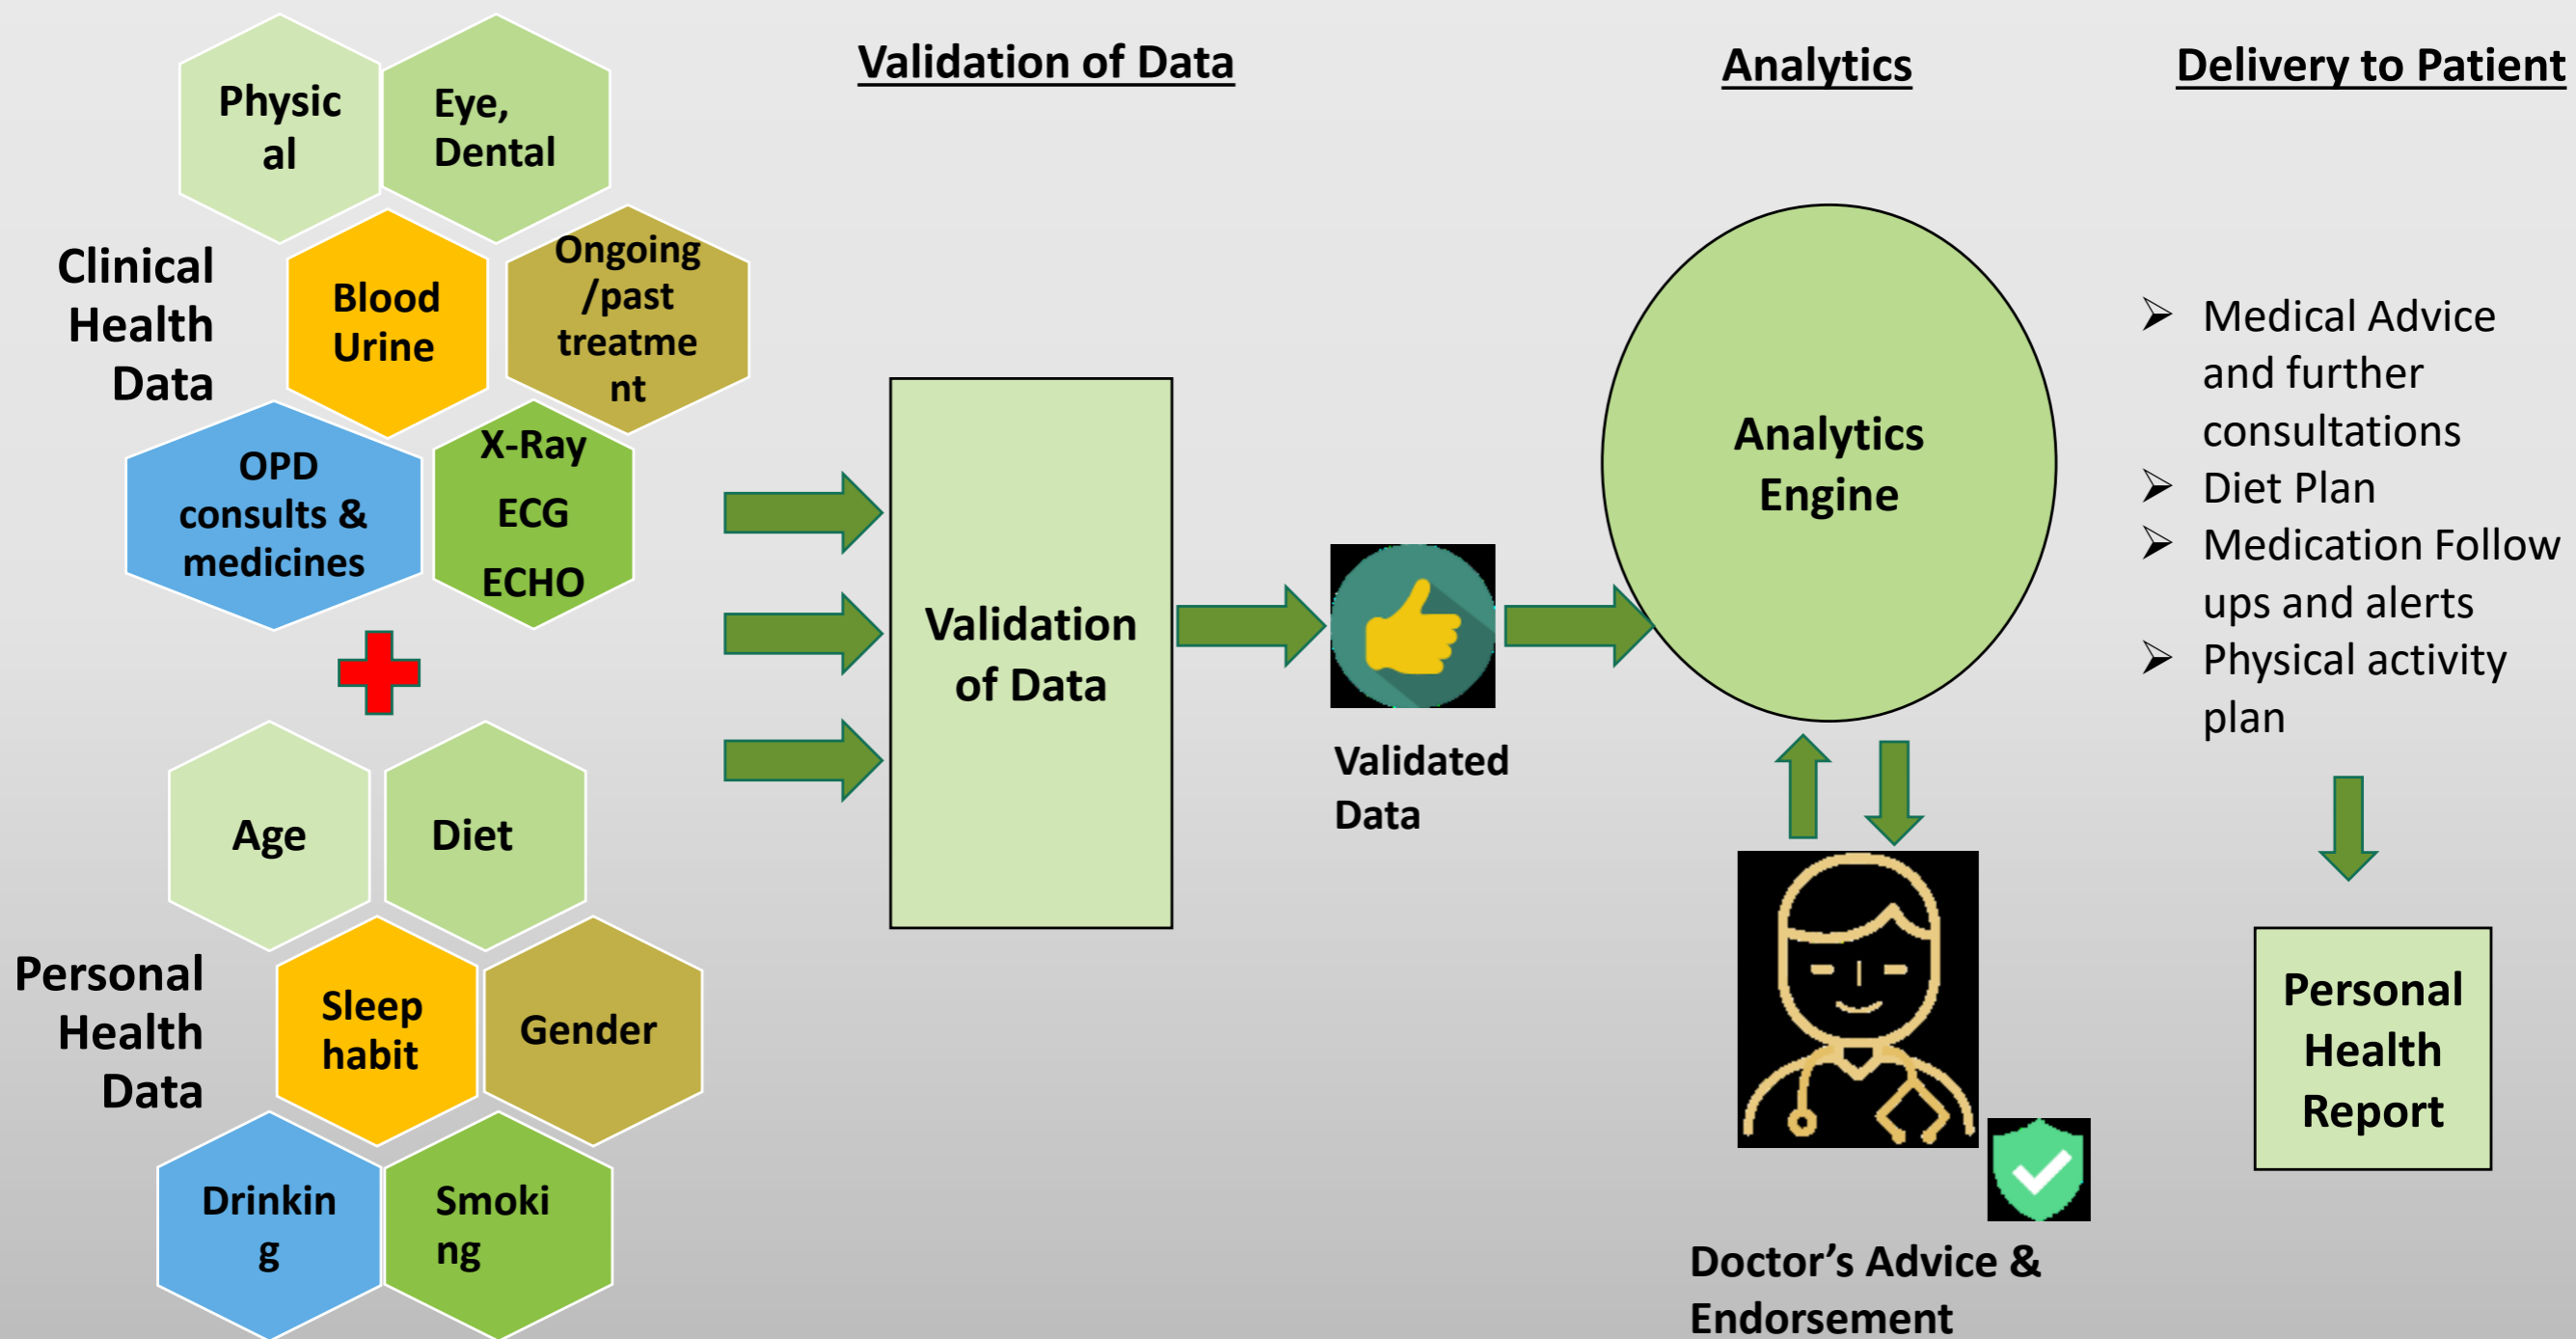 Physic
al
Eye,
Dental
Clinical
Health
Data
Blood
Urine
Ongoing
/past
treatme
nt
OPD
consults &
medicines
X-Ray
ECG
ECHO
Age
Diet
Personal
Health
Data
Sleep
habit
Gender
Drinkin
g
Smoki
ng
Validation of Data
Validation
of Data
Validated
Data
Analytics
Analytics
Engine
Doctor’s Advice &
Endorsement
Delivery to Patient
➢ Medical Advice
and further
consultations
➢ Diet Plan
➢ Medication Follow
ups and alerts
➢ Physical activity
plan
Personal
Health
Report